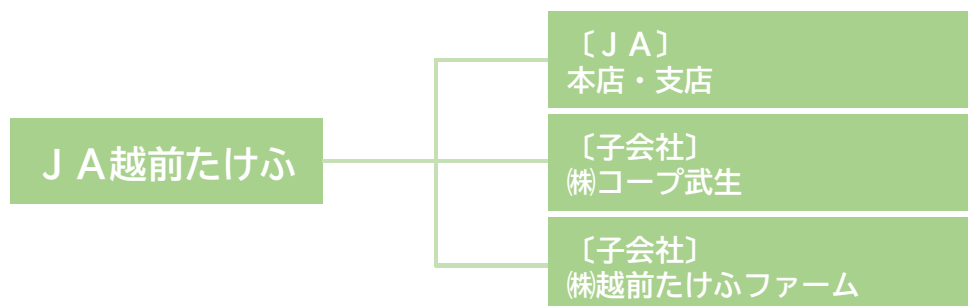 ＪＡ越前たけふ
〔ＪＡ〕
本店・支店
〔子会社〕
㈱コープ武生
〔子会社〕
㈱越前たけふファーム